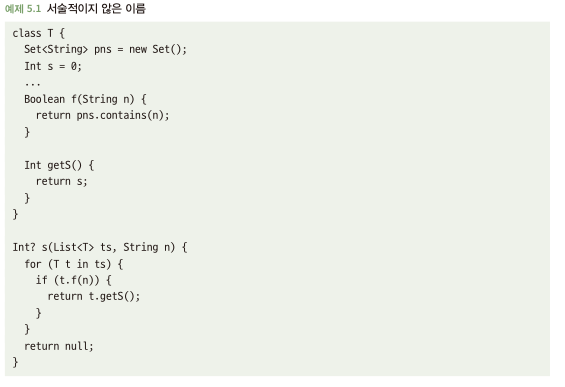 예제 5.1 서술적이지 않은 이름
class T {
  Set<String> pns = new Set();
  Int s = 0;
  ...
  Boolean f(String n) {
    return pns.contains(n);
  }

  Int getS() {
    return s;
  }
}

Int? s(List<T> ts, String n) {
  for (T t in ts) {
    if (t.f(n)) {
      return t.getS();
    }
  }
  return null;
}